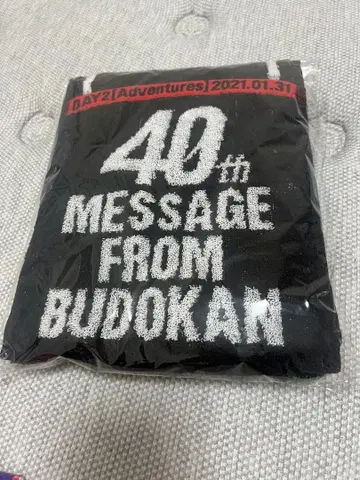 DAY2[Adventures]2021.01.31
40th
MESSAGE
FROM
BUDOKAN